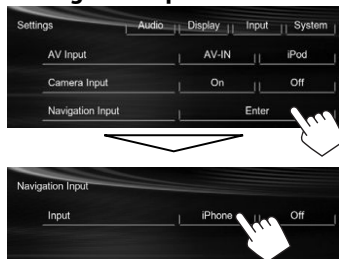 Settings Audio Display Input System
AV Input AV-IN iPod
Camera Input On Off
Navigation Input Enter
Navigation Input
Input iPhone Off